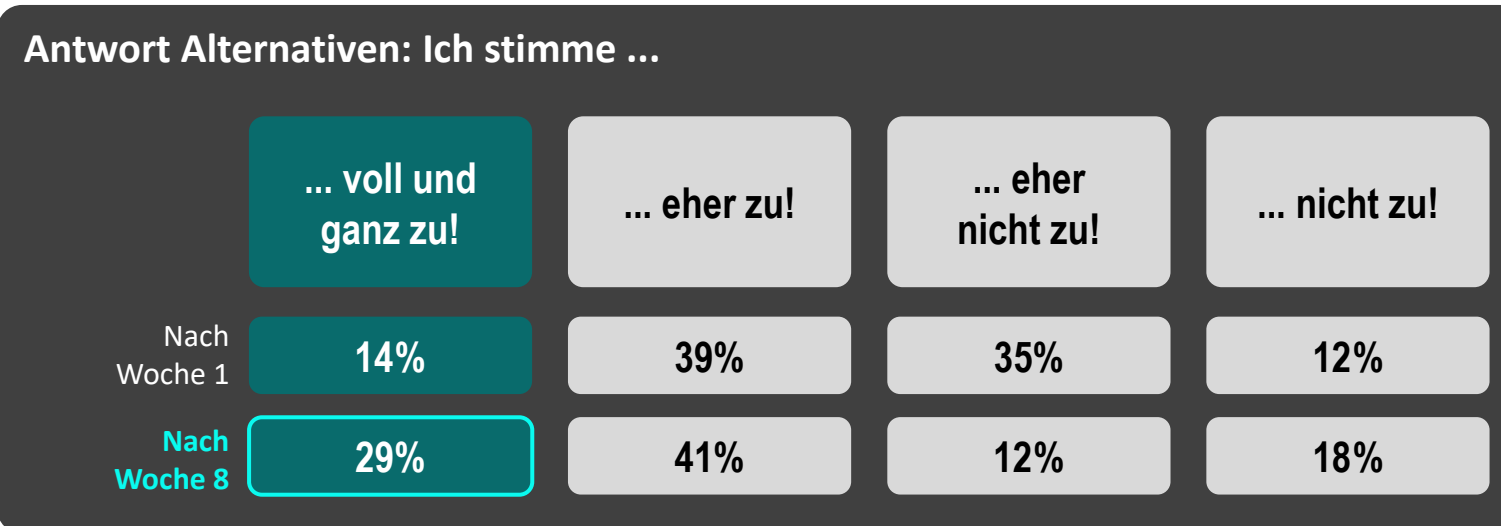 Antwort Alternativen: Ich stimme ...
... voll und
ganz zu!
... eher zu!
... eher
nicht zu!
... nicht zu!
Nach
Woche 1
14%
39%
35%
12%
Nach
Woche 8
29%
41%
12%
18%